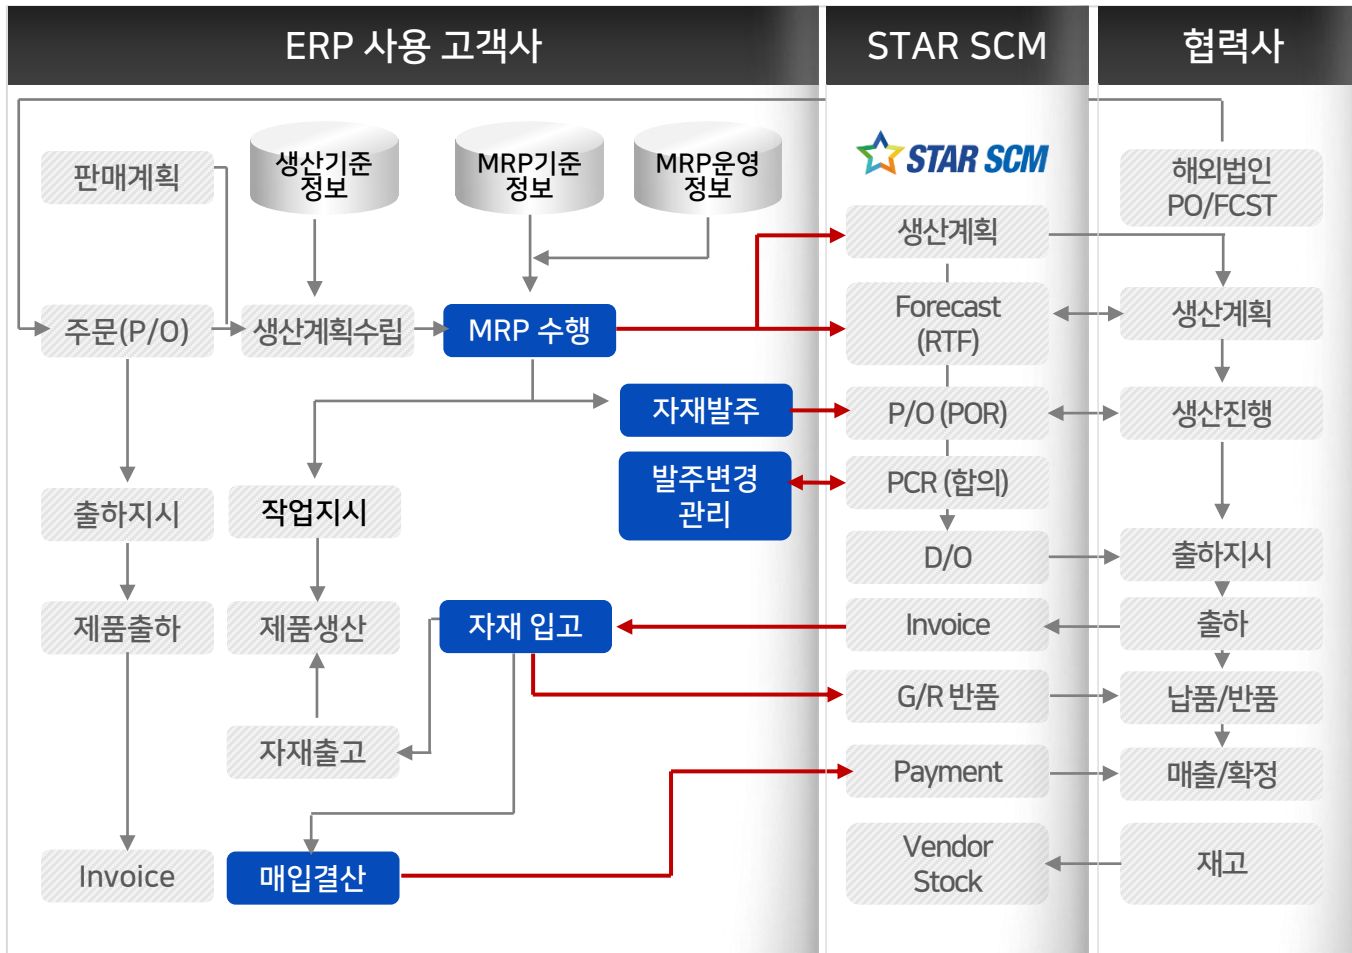 ERP 사용 고객사
STAR SCM
협력사
판매계획
생산기준
정보
MRP기준
정보
MRP운영
정보
주문(P/O)
생산계획수립
MRP 수행
자재발주
발주변경
관리
출하지시
작업지시
제품출하
제품생산
자재 입고
자재출고
Invoice
매입결산
STAR SCM
생산계획
Forecast
(RTF)
P/O (POR)
PCR (합의)
D/O
Invoice
G/R 반품
Payment
Vendor
Stock
해외법인
PO/FCST
생산계획
생산진행
출하지시
출하
납품/반품
매출/확정
재고